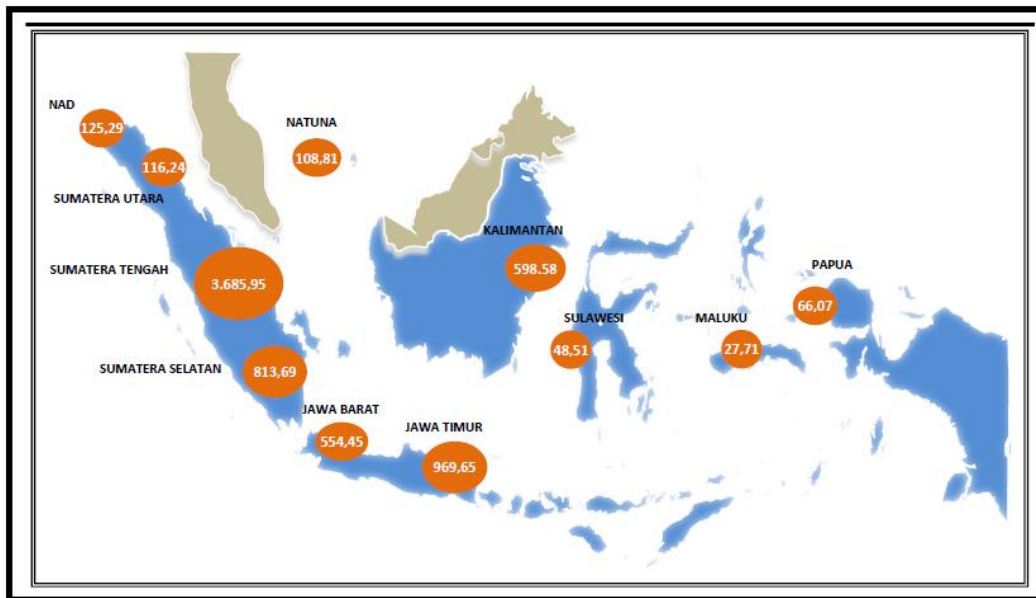 NAD
125,29
NATUNA
108,81
116,24
SUMATERA UTARA
KALIMANTAN
598.58
SUMATERA TENGAH
3.685,95
PAPUA
66,07
SULAWESI
48,51
MALUKU
27,71
SUMATERA SELATAN
813,69
JAWA BARAT
554,45
JAWA TIMUR
969,65